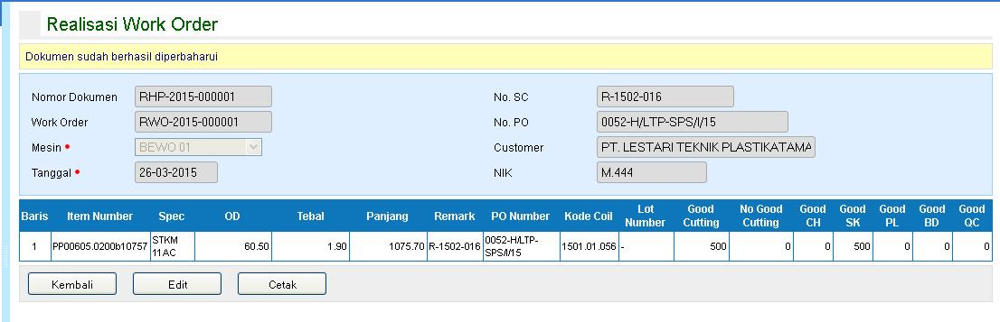 Realisasi Work Order
Dokumen sudah berhasil diperbaharui
Nomor Dokumen RHP-2015-000001 No. SC R-1502-016
Work Order RWO-2015-000001 No. PO 0052-H/LTP-SPS/I/15
Mesin • BEWO 01 Customer PT. LESTARI TEKNIK PLASTIKATAMA
Tanggal • 26-03-2015 NIK M.444
Baris Item Number Spec OD Tebal Panjang Remark PO Number Kode Coil Lot Number Good Cutting No Good Cutting Good CH Good SK Good PL Good BD Good QC
1 PP00605.0200b10757 STKM 11AC 60.50 1.90 1075.70 R-1502-016 0052-H/LTP-SPS/I/15 1501.01.056 - 500 0 0 500 0 0 0
Kembali Edit Cetak